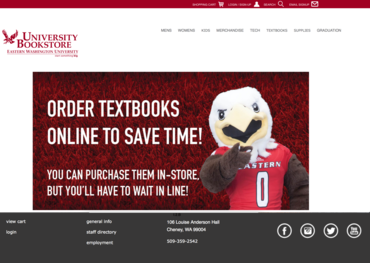 SHOPPING CART LOGIN / SIGN UP SEARCH EMAIL SIGNUP
UNIVERSITY
BOOKSTORE
EASTERN WASHINGTON UNIVERSITY
MENS WOMENS KIDS MERCHANDISE TECH TEXTBOOKS SUPPLIES GRADUATION
ORDER TEXTBOOKS
ONLINE TO SAVE TIME!
YOU CAN PURCHASE THEM IN-STORE,
BUT YOU'LL HAVE TO WAIT IN LINE!
EASTERN
0
view cart general info 106 Louise Anderson Hall
login staff directory Cheney, WA 99004
employment 509-359-2542